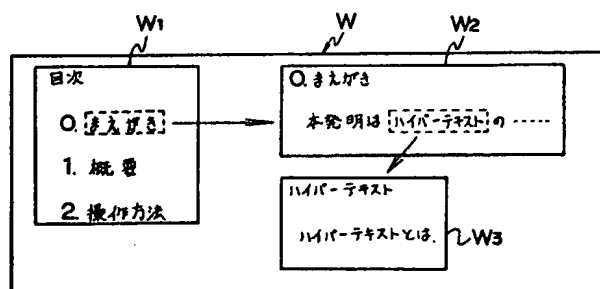 W1
W
W2
目次
0. まえがき
1. 概要
2. 操作方法
0. まえがき
本発明はハイパーテキストの -----
ハイパーテキスト
ハイパーテキストとは、
W3